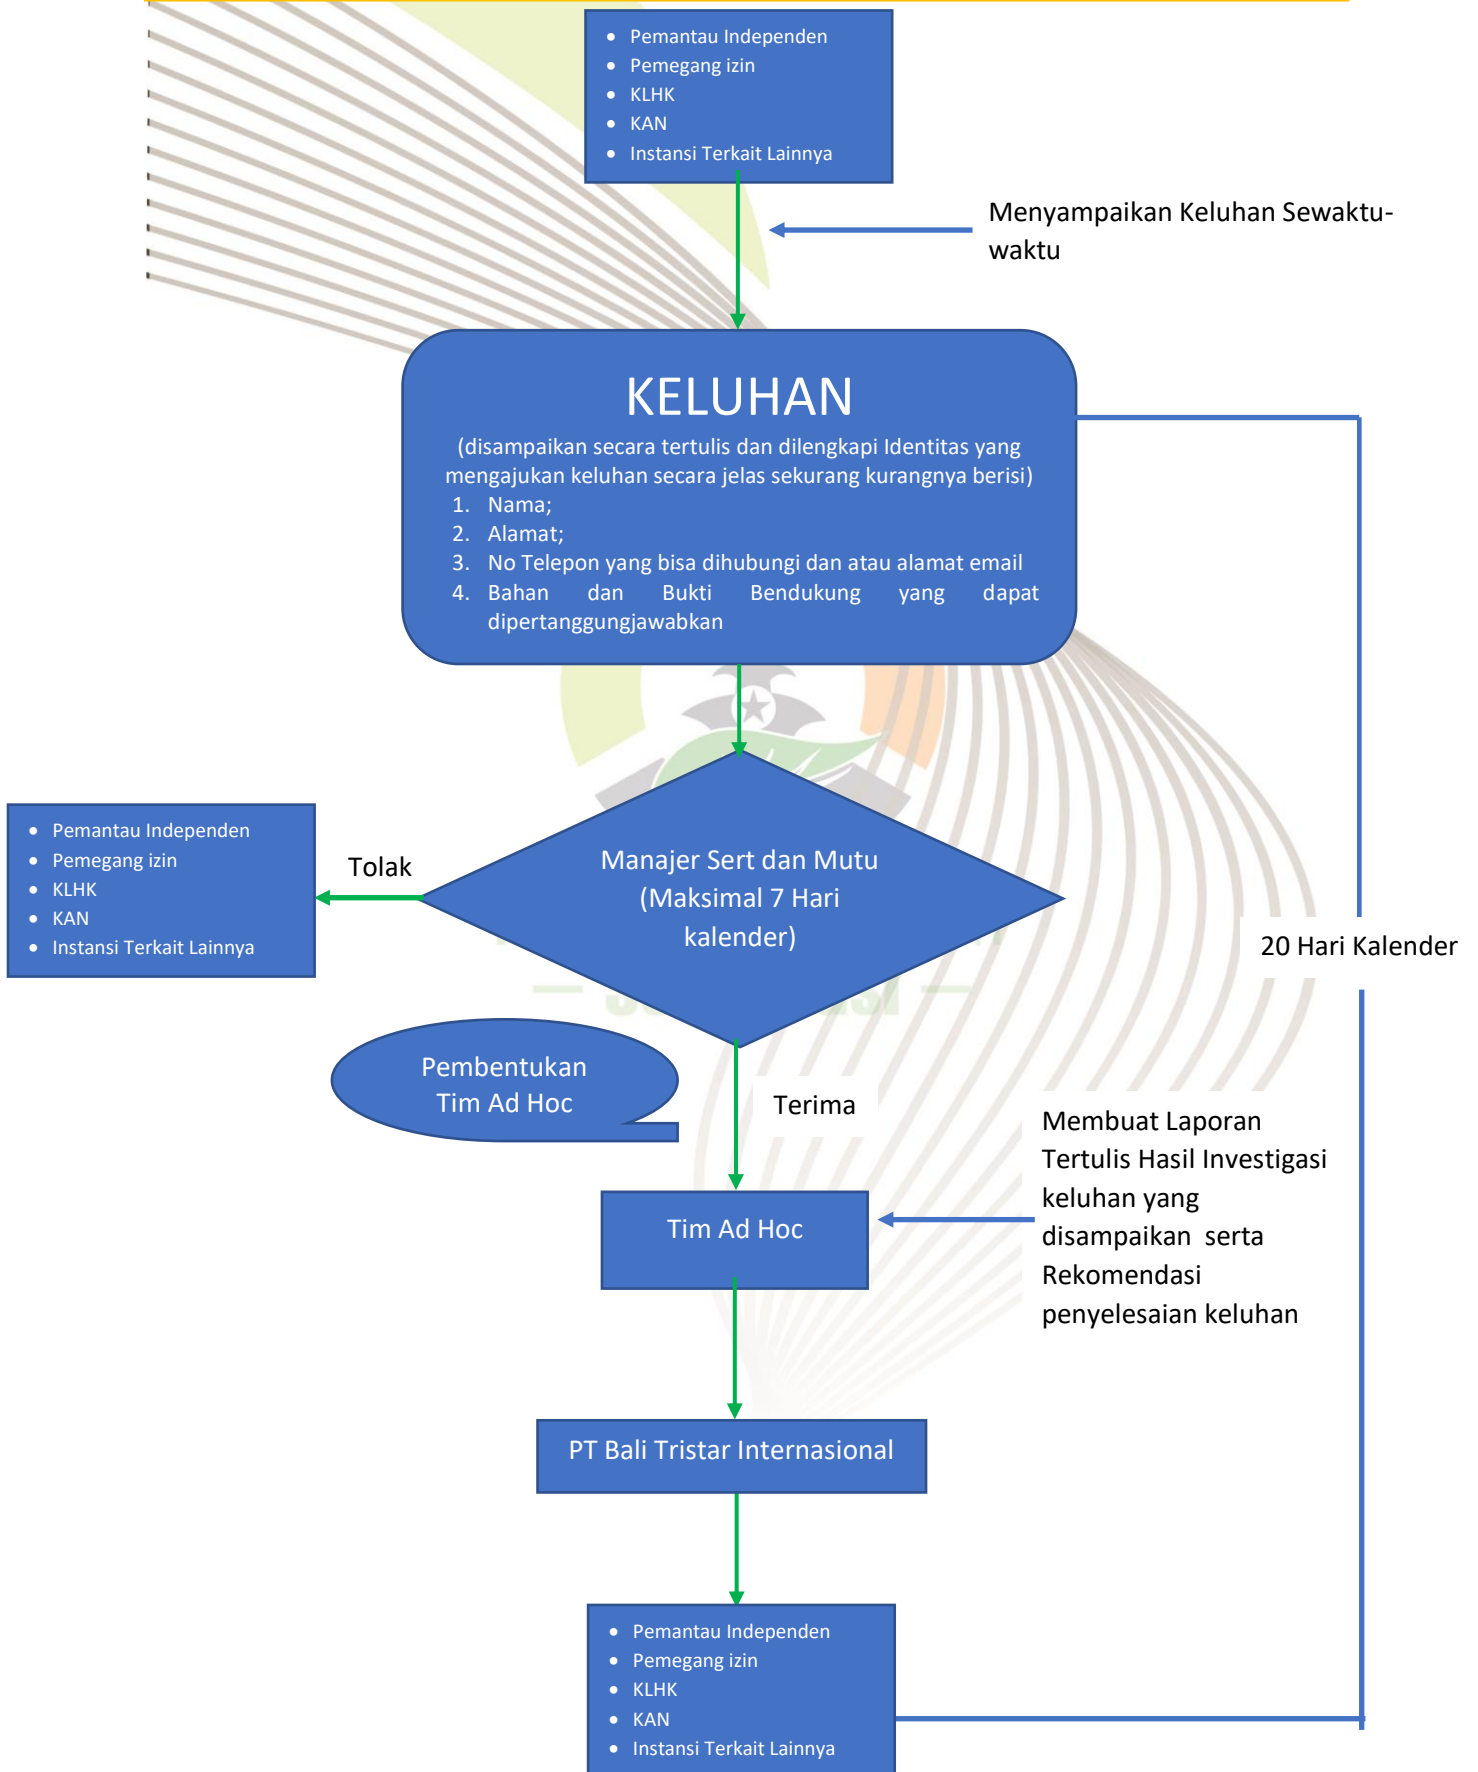 • Pemantau Independen
• Pemegang izin
• KLHK
• KAN
• Instansi Terkait Lainnya
Menyampaikan Keluhan Sewaktu-
waktu
KELUHAN
(disampaikan secara tertulis dan dilengkapi Identitas yang
mengajukan keluhan secara jelas sekurang kurangnya berisi)
1. Nama;
2. Alamat;
3. No Telepon yang bisa dihubungi dan atau alamat email
4. Bahan dan Bukti Bendukung yang dapat
dipertanggungjawabkan
• Pemantau Independen
• Pemegang izin
• KLHK
• KAN
• Instansi Terkait Lainnya
Tolak
Manajer Sert dan Mutu
(Maksimal 7 Hari
kalender)
20 Hari Kalender
Pembentukan
Tim Ad Hoc
Terima
Membuat Laporan
Tertulis Hasil Investigasi
keluhan yang
disampaikan serta
Rekomendasi
penyelesaian keluhan
Tim Ad Hoc
PT Bali Tristar Internasional
• Pemantau Independen
• Pemegang izin
• KLHK
• KAN
• Instansi Terkait Lainnya